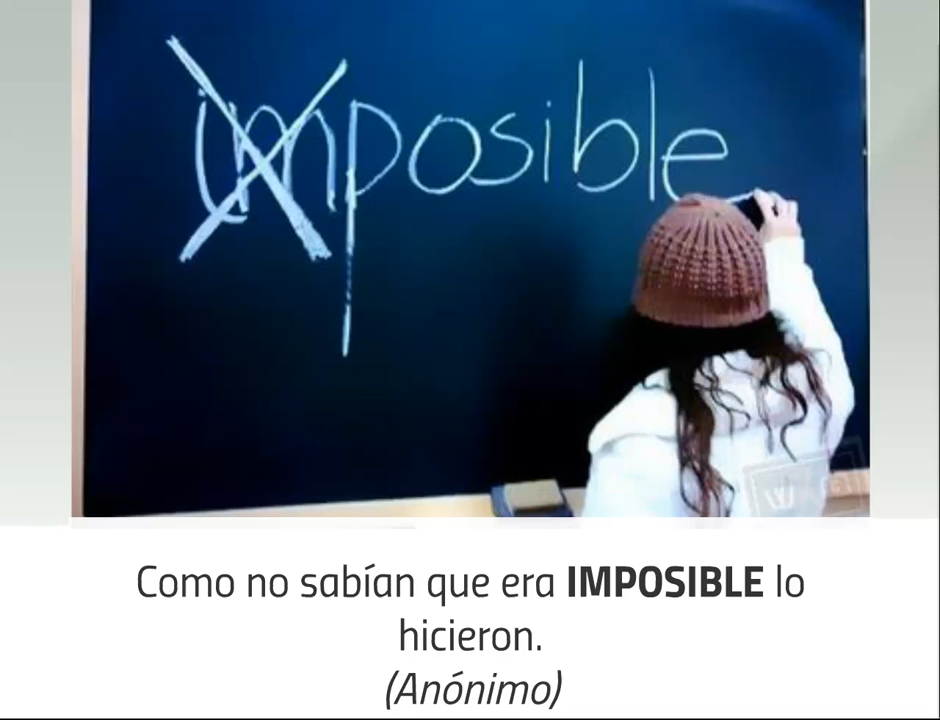 imposible
Como no sabían que era IMPOSIBLE lo
hicieron.
(Anónimo)